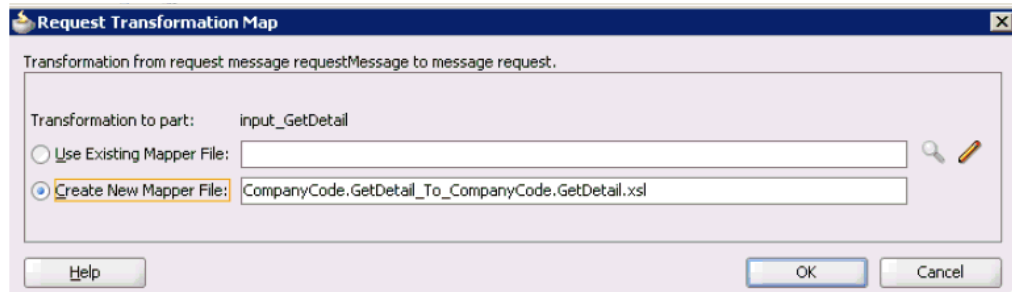 Request Transformation Map
Transformation from request message requestMessage to message request.
Transformation to part: input_GetDetail
Use Existing Mapper File:
Create New Mapper File: CompanyCode.GetDetail_To_CompanyCode.GetDetail.xsl
Help OK Cancel